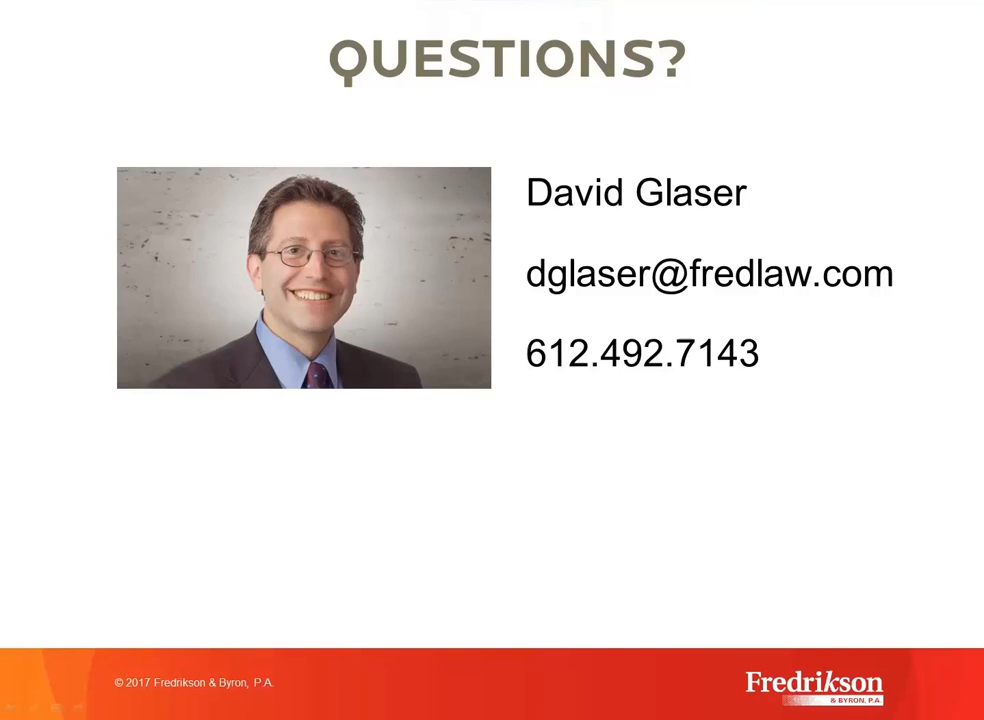 QUESTIONS?
David Glaser
dglaser@fredlaw.com
612.492.7143
© 2017 Fredrikson & Byron, P.A.
Fredrikson
& BYRON, P.A.